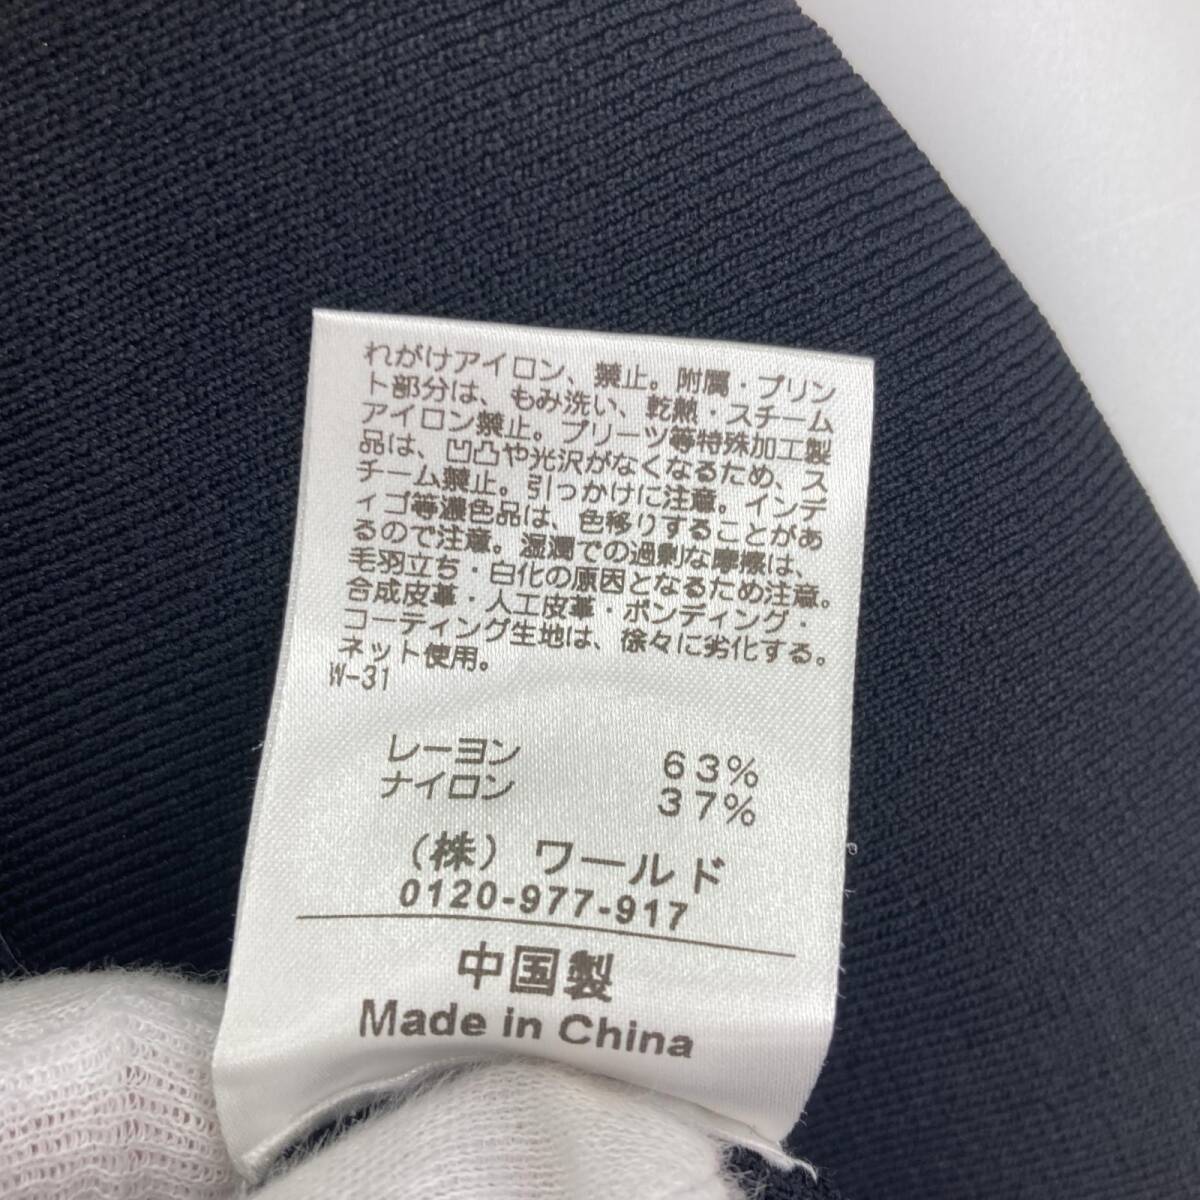 れがけアイロン、禁止。附属・プリン
ト部分は、もみ洗い、乾熱・スチーム
アイロン禁止。プリーツ等特殊加工製
品は、凹凸や光沢がなくなるため、ス
チーム禁止。引っかけに注意。インデ
ィゴ等濃色品は、色移りすることがあ
るので注意。湿潤での過剰な摩擦は、
毛羽立ち・白化の原因となるため注意。
合成皮革・人工皮革・ボンディング・
コーティング生地は、徐々に劣化する。
ネット使用。
W-31
レーヨン 63%
ナイロン 37%
(株) ワールド
0120-977-917
中国製
Made in China